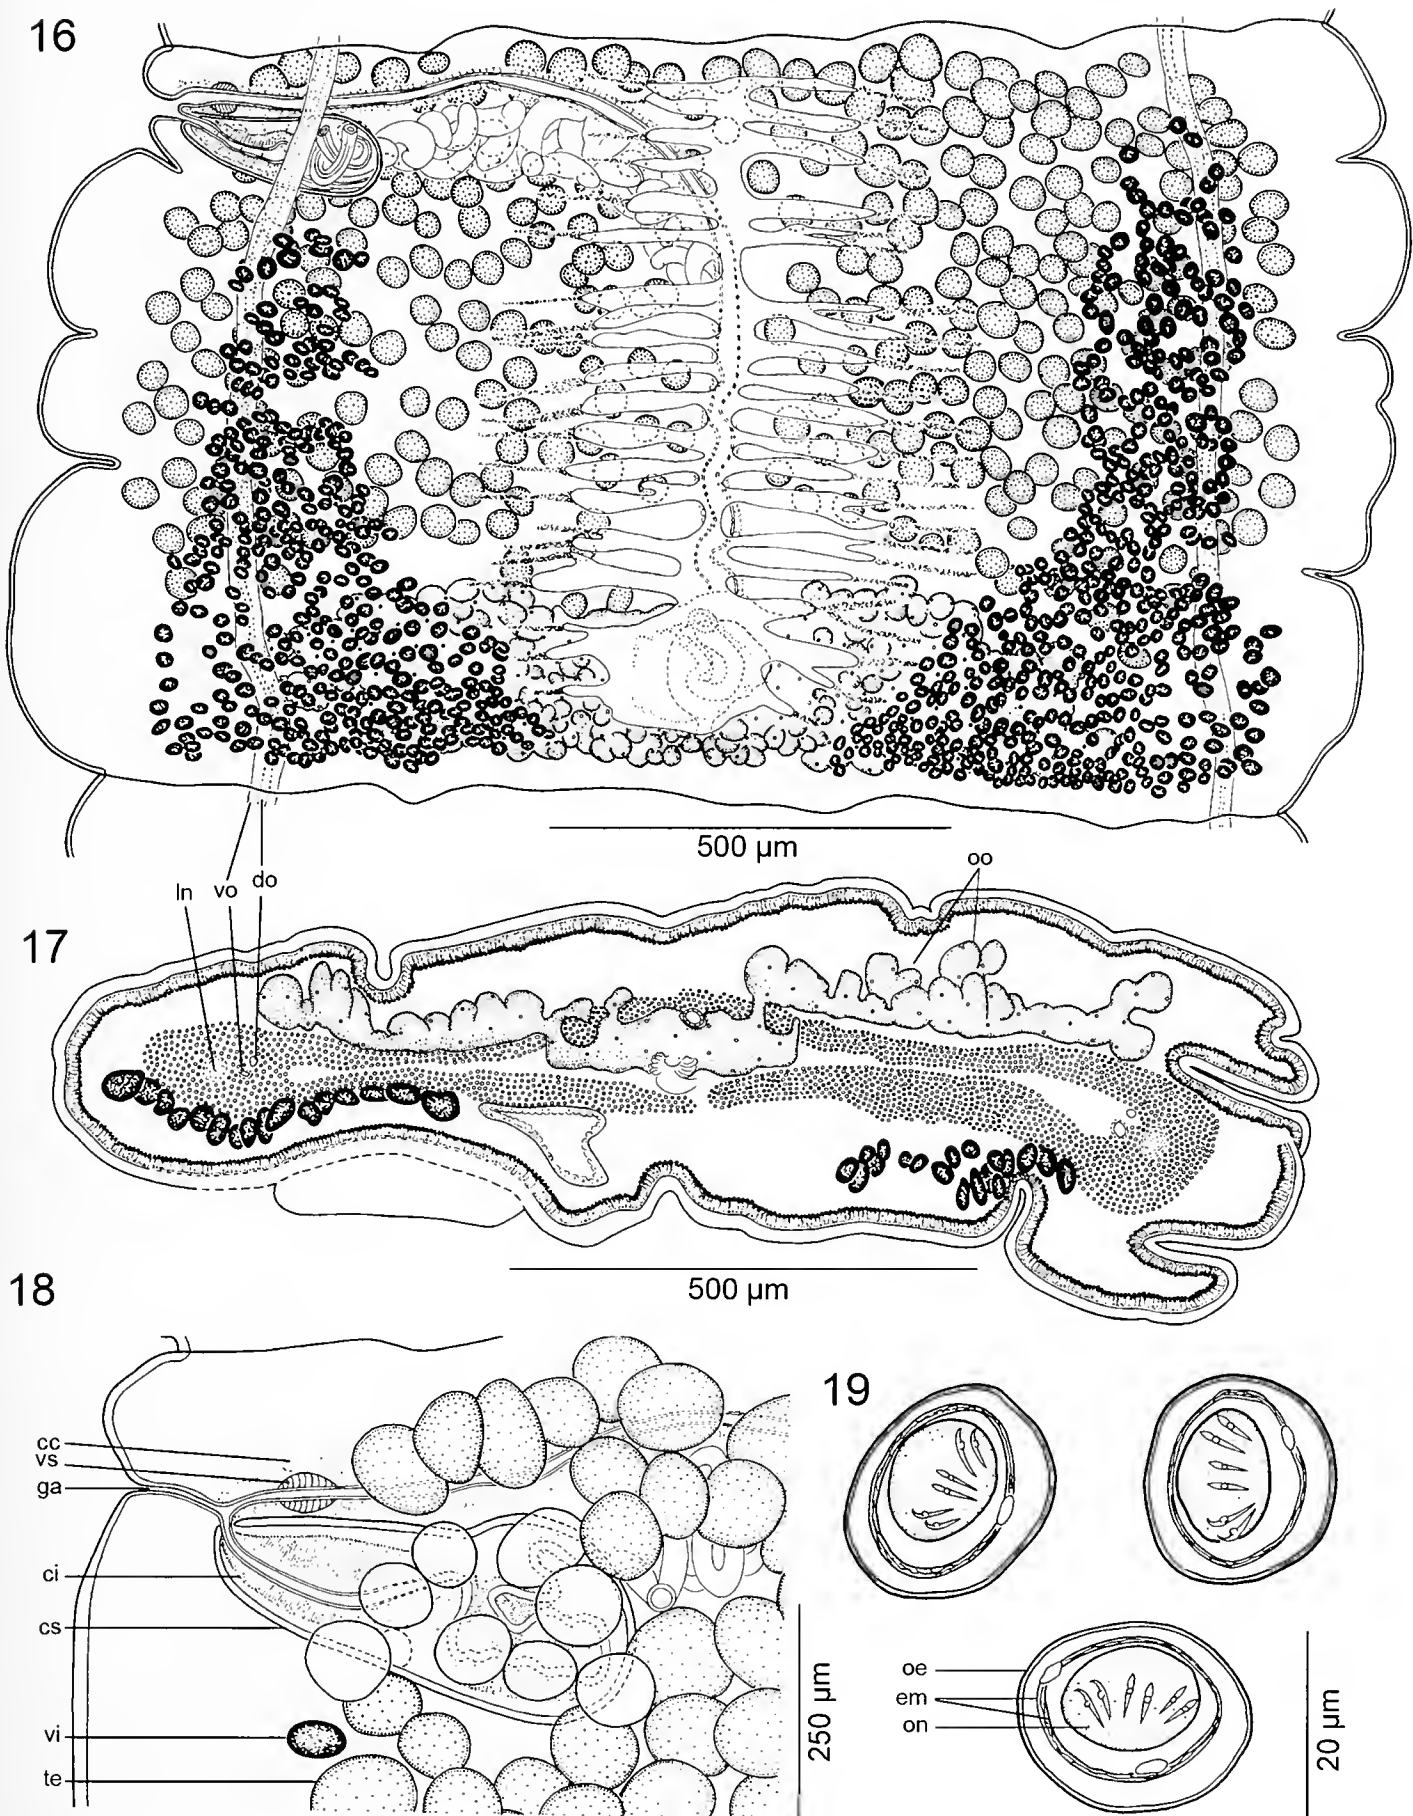 16
500 µm
oo
ln vo do
17
500 µm
18
19
cc
vs
ga
ci
cs
vi
te
250 µm
oe
em
on
20 µm